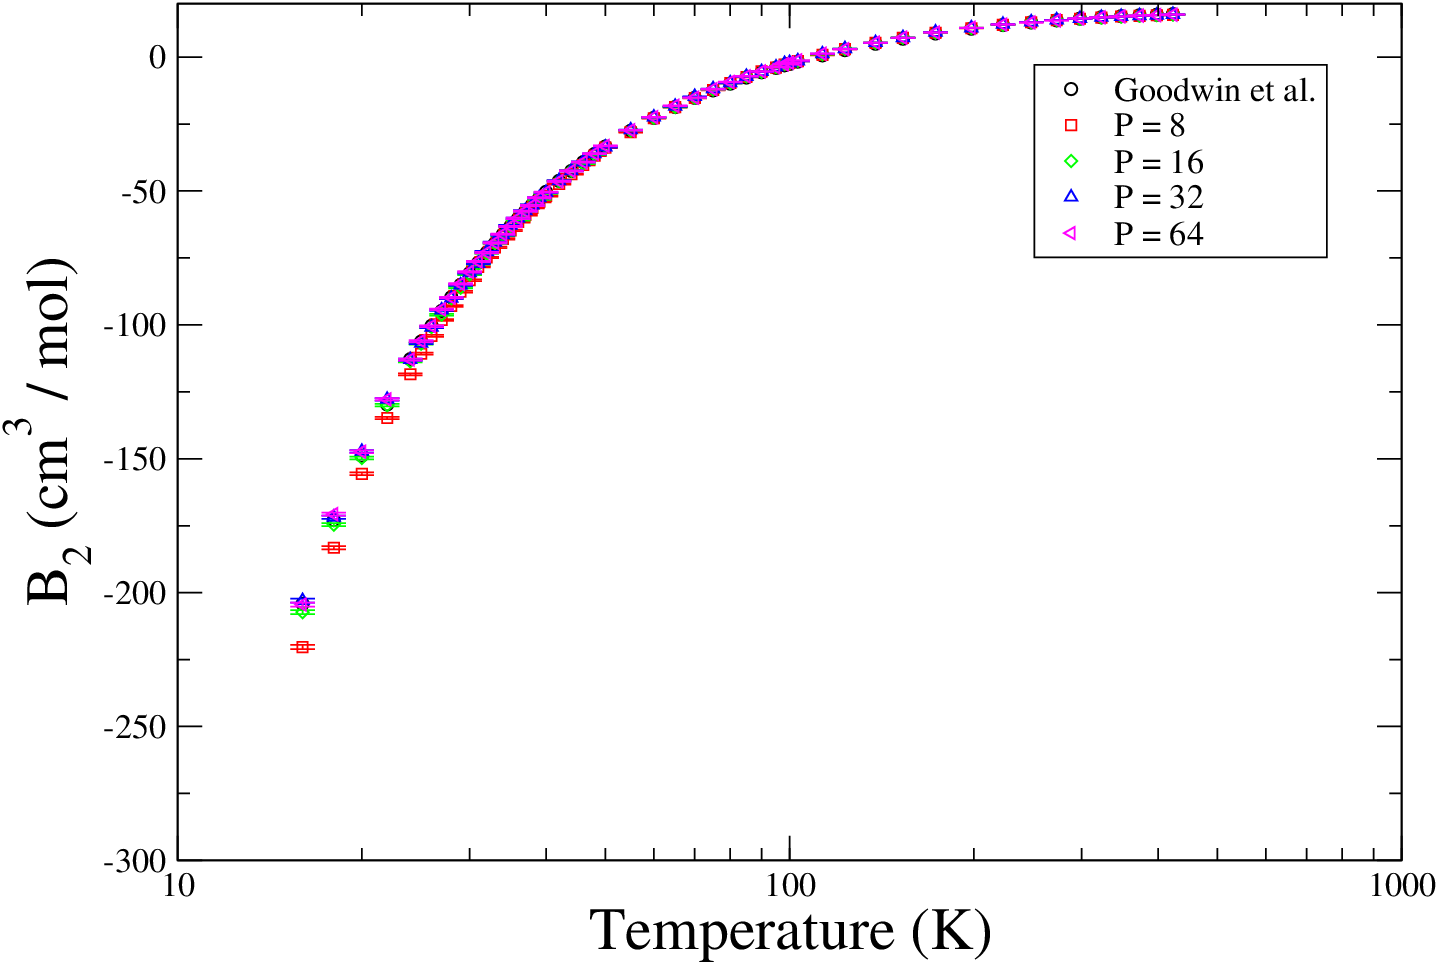 0
-50
-100
-150
-200
-250
-300
10
100
1000
B₂ (cm³ / mol)
Temperature (K)
Goodwin et al.
P = 8
P = 16
P = 32
P = 64